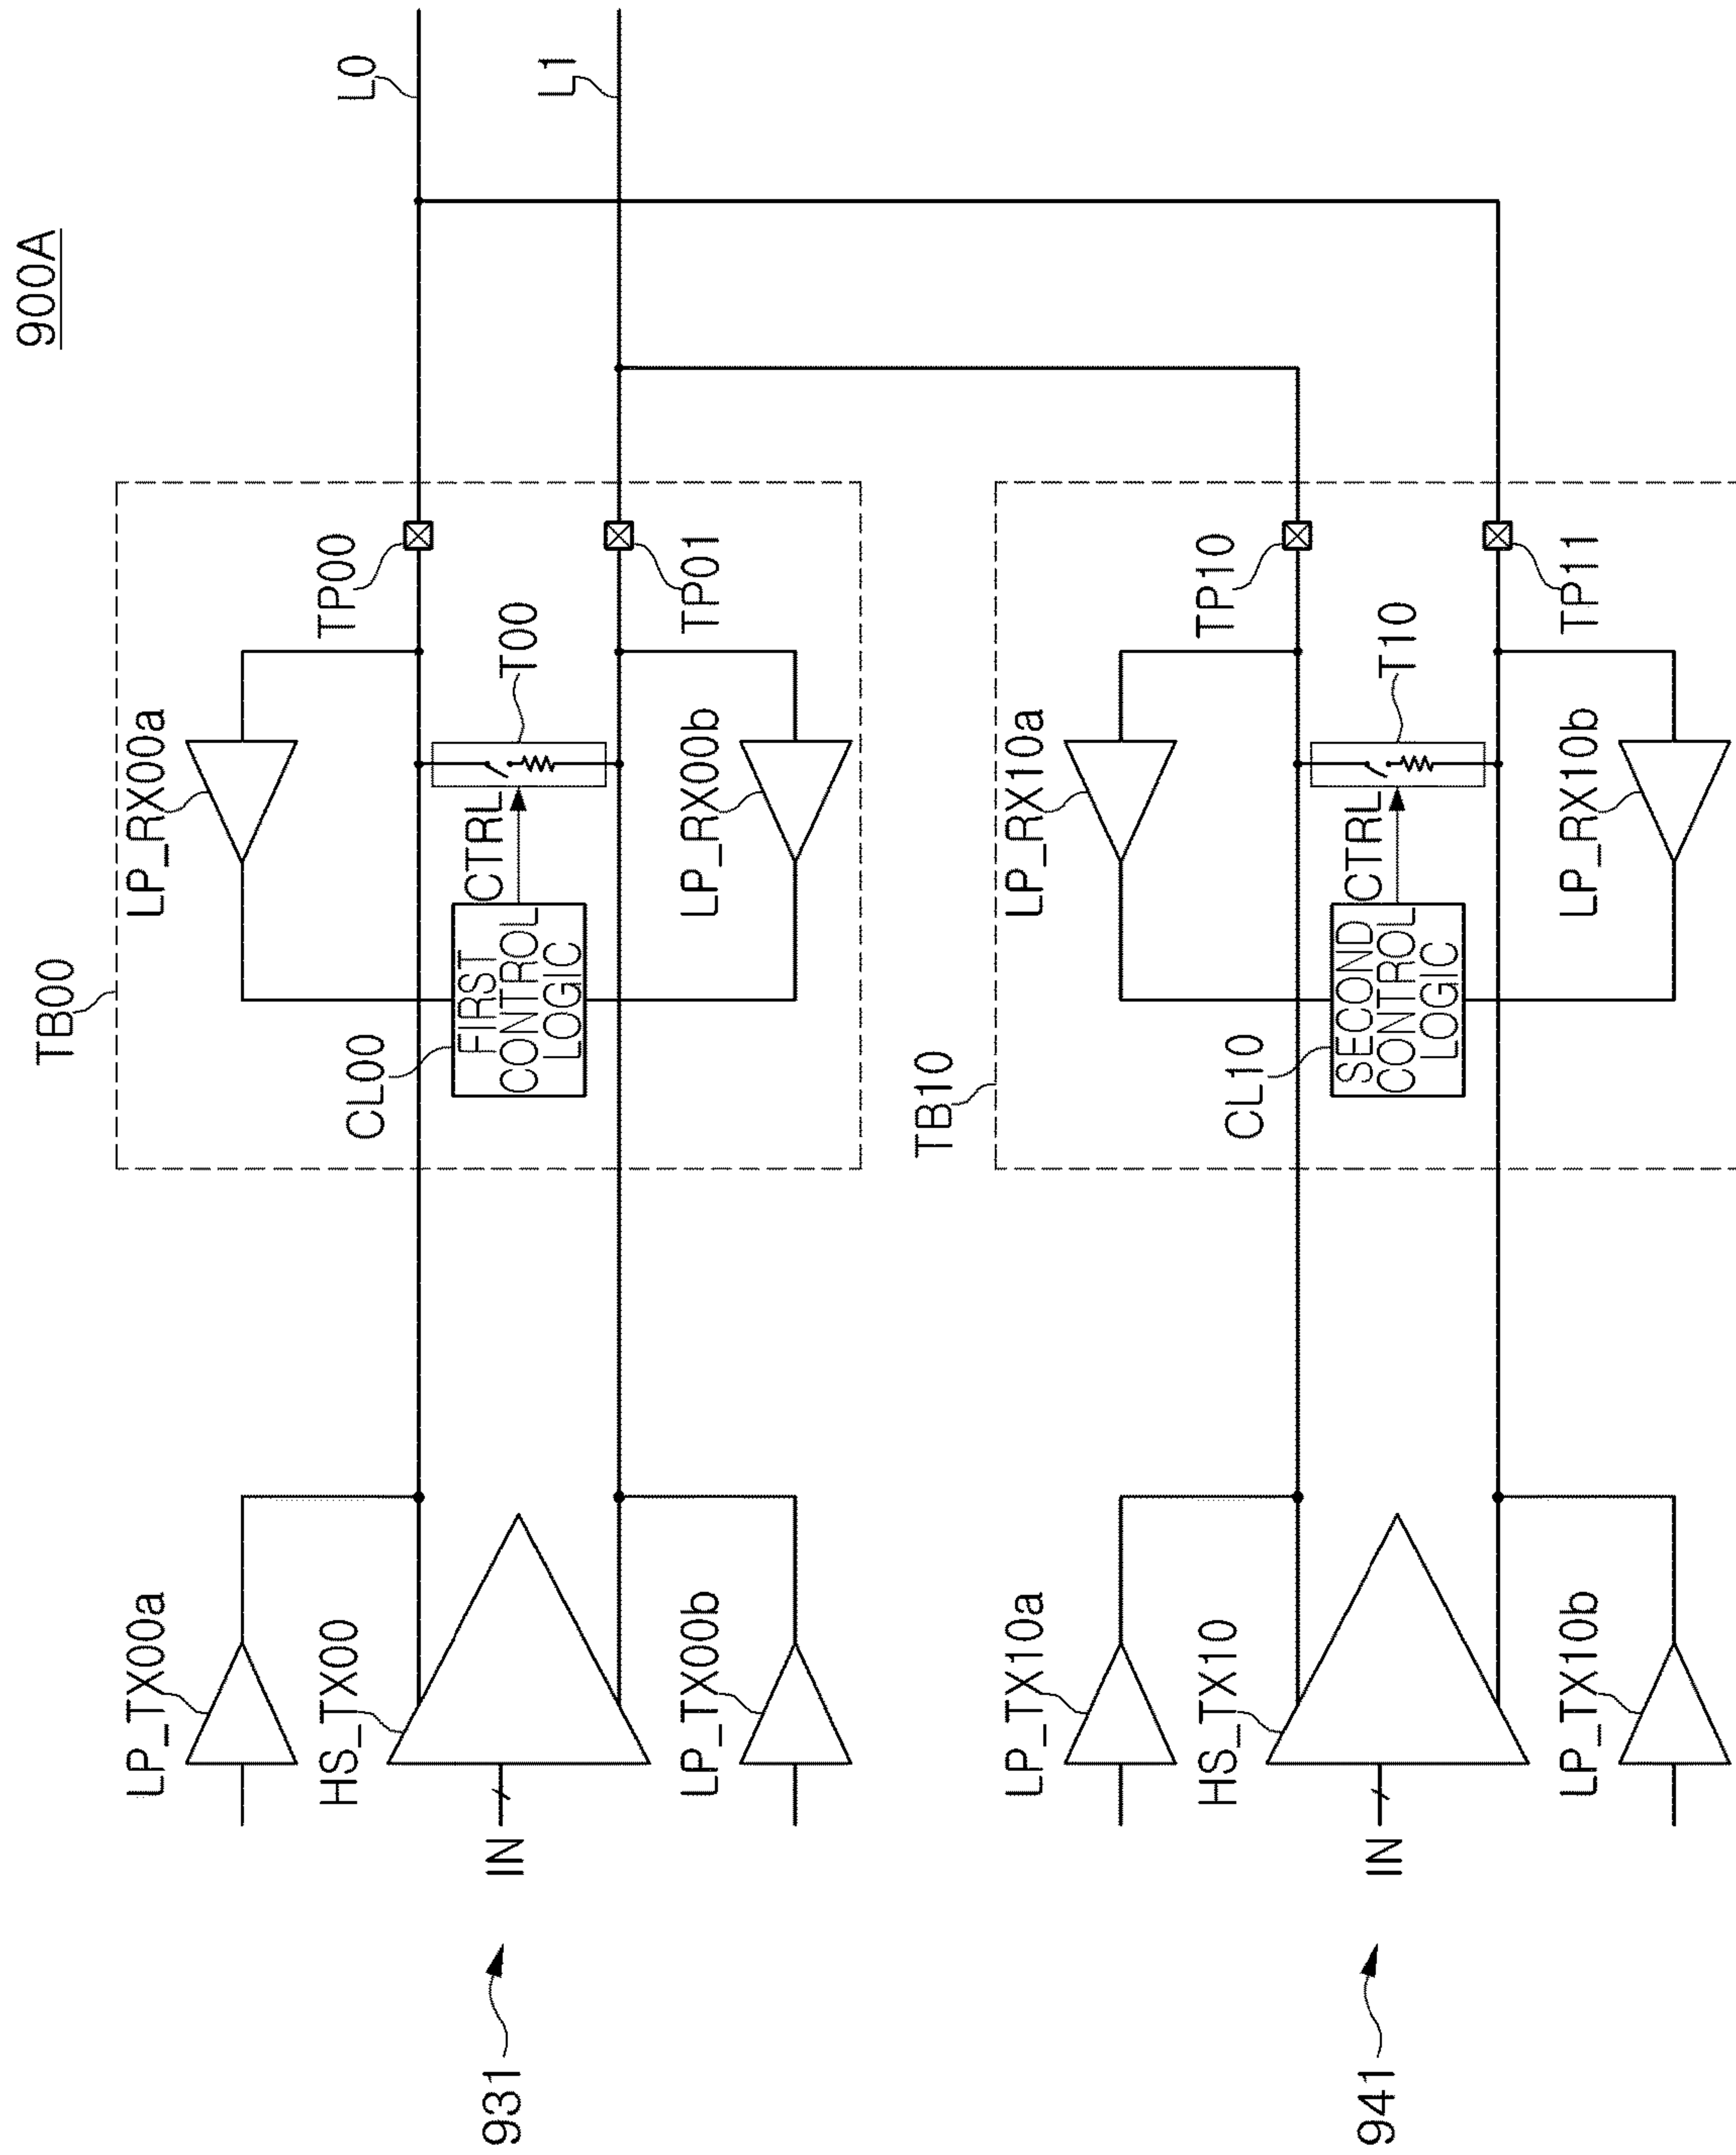 900A
TB00
LP_TX00a
LP_RX00a
HS_TX00
TP00
L0
CL00
FIRST
CONTROL
LOGIC
CTRL
T00
931
IN
L1
LP_TX00b
LP_RX00b
TP01
TB10
LP_TX10a
LP_RX10a
HS_TX10
TP10
CL10
SECOND
CONTROL
LOGIC
CTRL
T10
941
IN
LP_TX10b
LP_RX10b
TP11